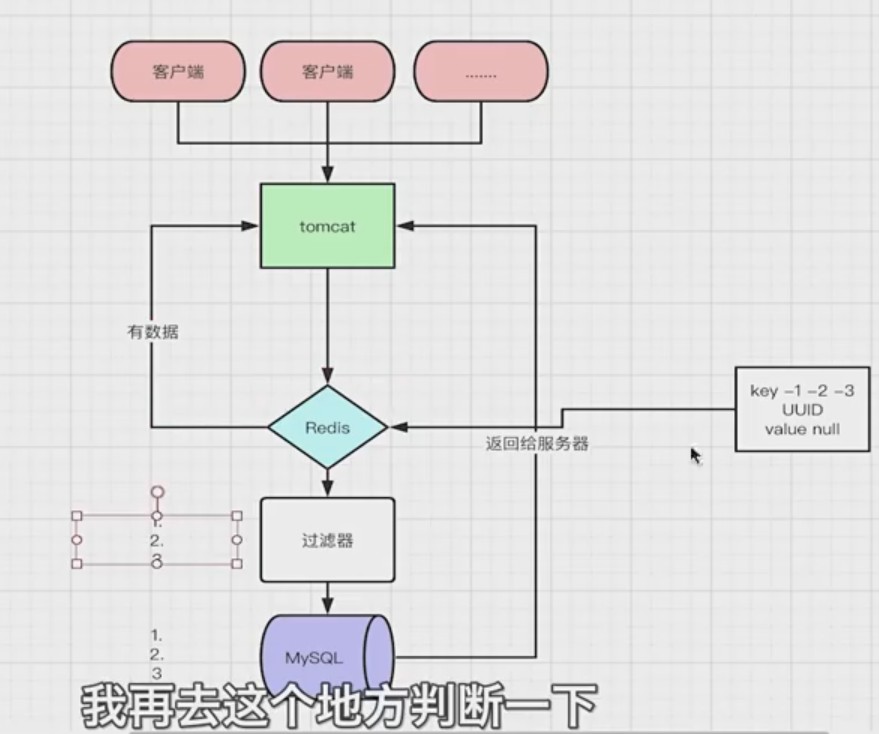 客户端
客户端
.......
tomcat
有数据
key -1 -2 -3
UUID
value null
Redis
返回给服务器
1.
2.
3
过滤器
1.
2.
3
MySQL
我再去这个地方判断一下